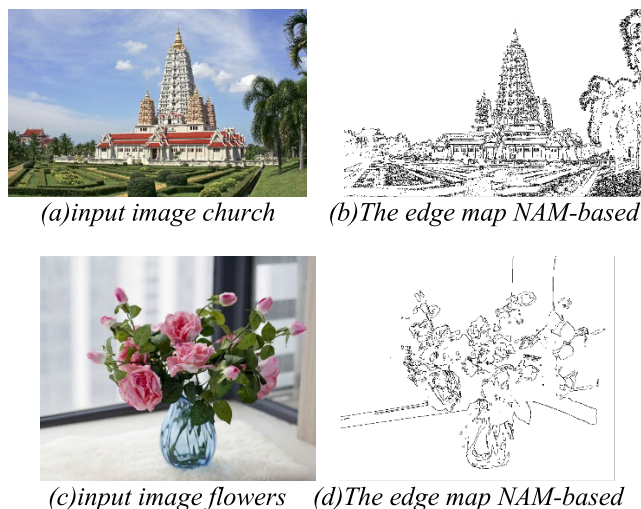 (a)input image church
(b)The edge map NAM-based
(c)input image flowers
(d)The edge map NAM-based